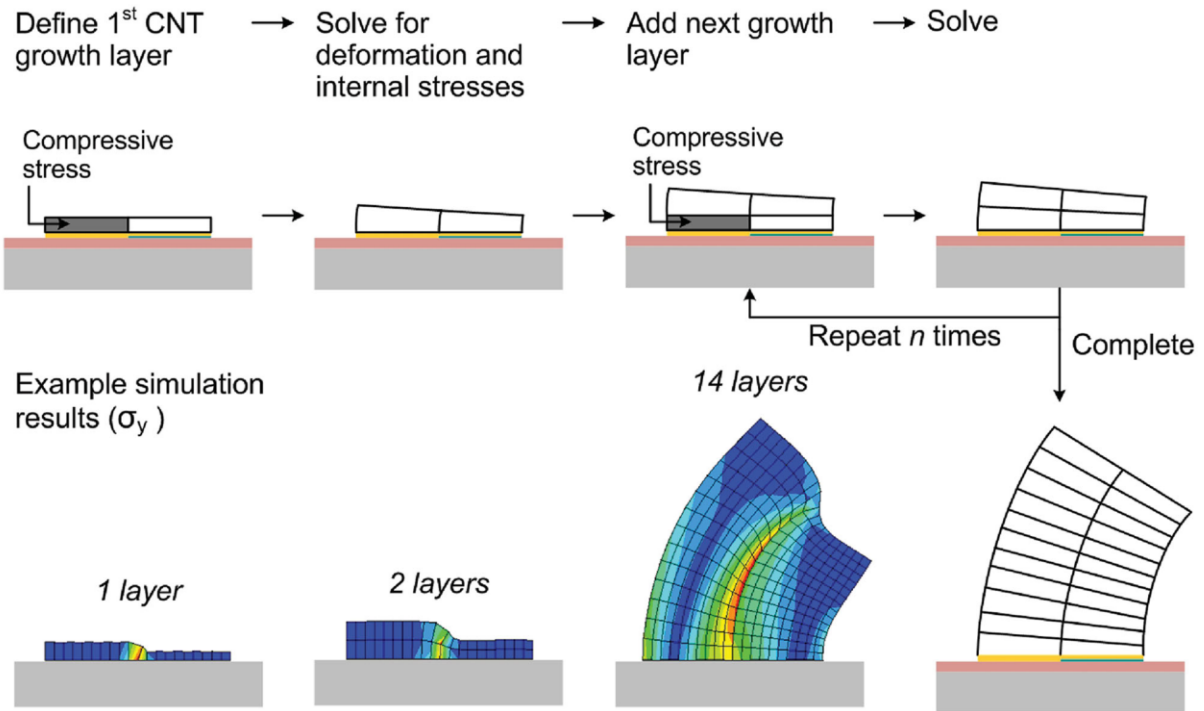 Define 1st CNT
growth layer
Solve for
deformation and
internal stresses
Add next growth
layer
Solve
Compressive
stress
Compressive
stress
Repeat n times
Complete
Example simulation
results (σy )
14 layers
1 layer
2 layers